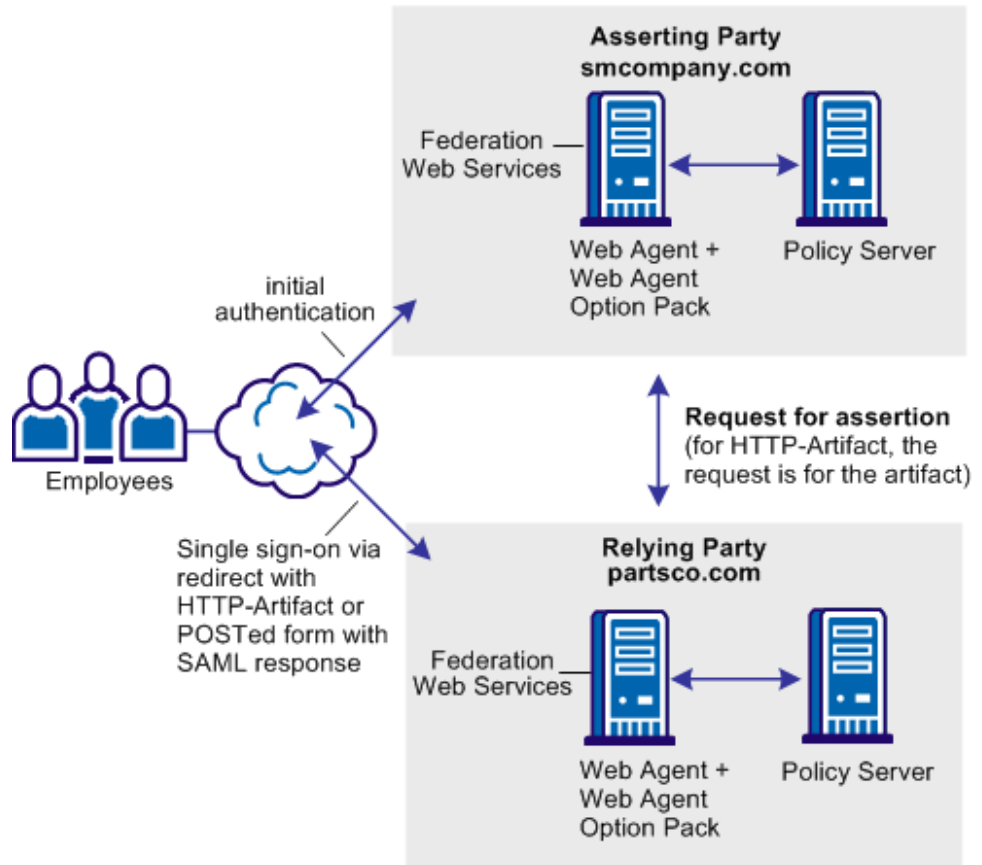 Asserting Party
smcompany.com
Federation
Web Services
Web Agent +
Web Agent
Option Pack
Policy Server
initial
authentication
Employees
Request for assertion
(for HTTP-Artifact, the
request is for the artifact)
Single sign-on via
redirect with
HTTP-Artifact or
POSTed form with
SAML response
Relying Party
partsco.com
Federation
Web Services
Web Agent +
Web Agent
Option Pack
Policy Server